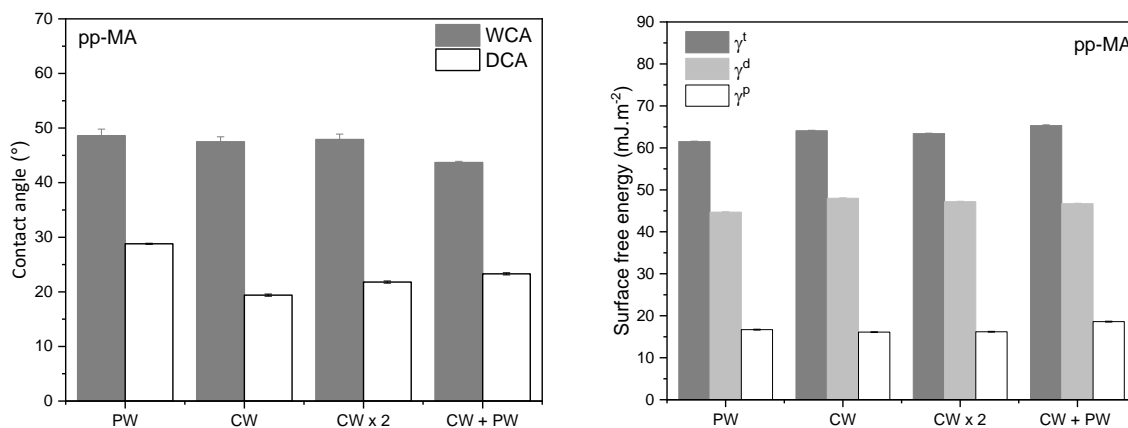 pp-MA
WCA
DCA
Contact angle (°)
70
60
50
40
30
20
10
0
PW
CW
CW x 2
CW + PW
γᵗ
γᵈ
γᵖ
pp-MA
Surface free energy (mJ.m⁻²)
90
80
70
60
50
40
30
20
10
0
PW
CW
CW x 2
CW + PW